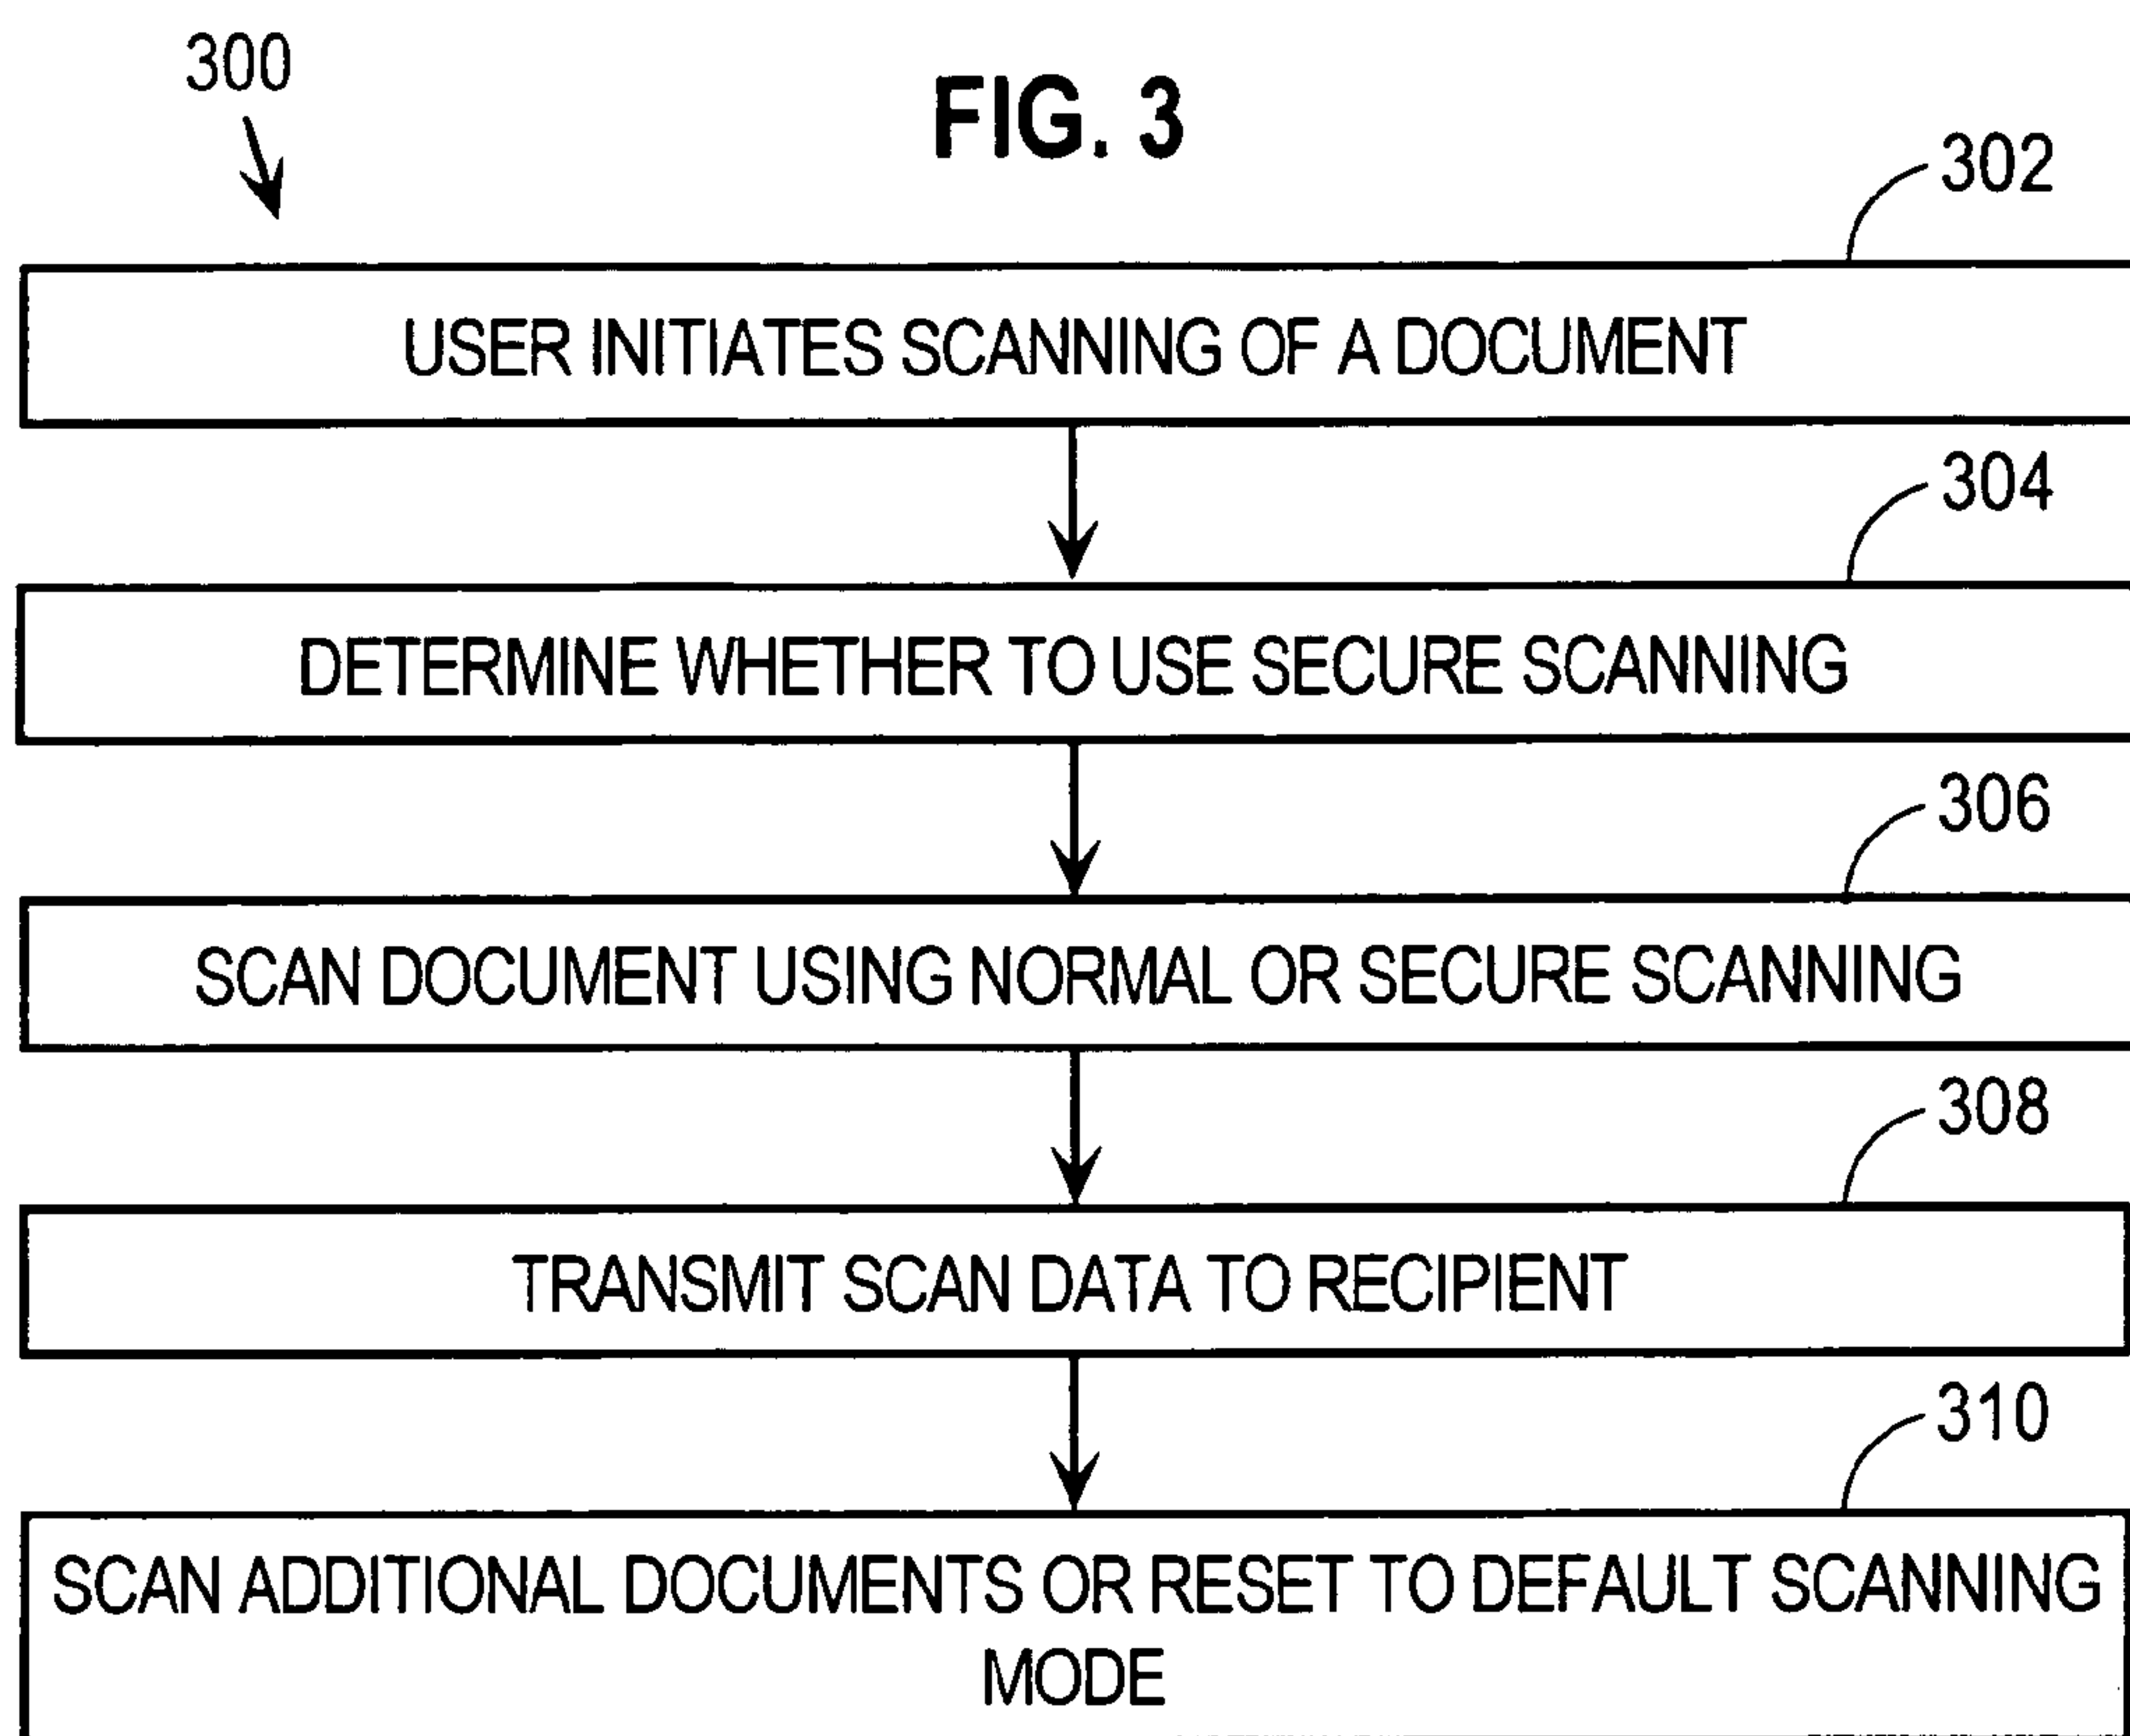 300
FIG. 3
302
USER INITIATES SCANNING OF A DOCUMENT
304
DETERMINE WHETHER TO USE SECURE SCANNING
306
SCAN DOCUMENT USING NORMAL OR SECURE SCANNING
308
TRANSMIT SCAN DATA TO RECIPIENT
310
SCAN ADDITIONAL DOCUMENTS OR RESET TO DEFAULT SCANNING
MODE